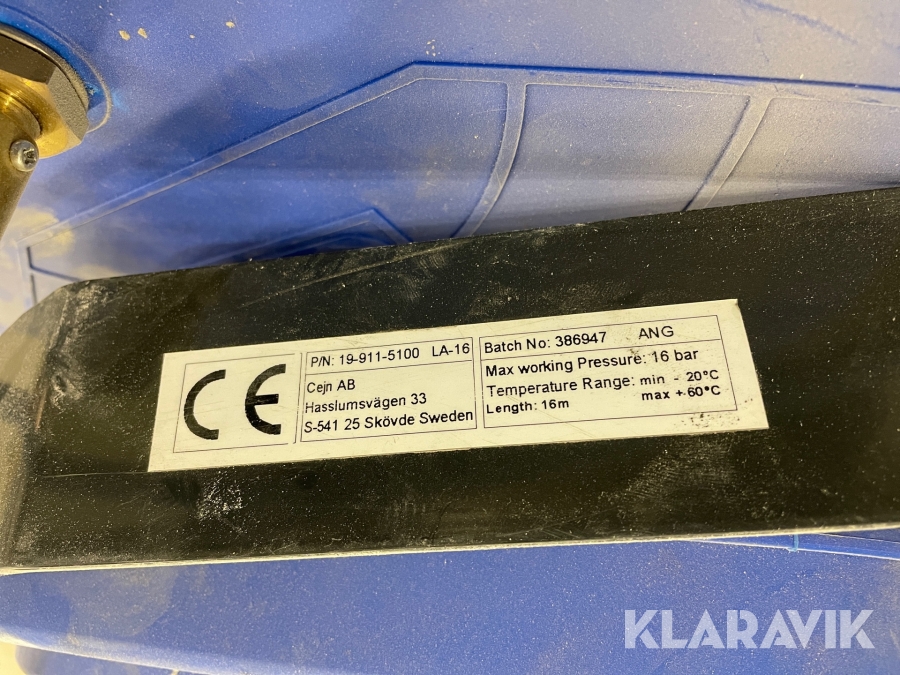 KLARAVIK
CE
P/N: 19-911-5100 LA-16
Cejn AB
Hasslumsvägen 33
S-541 25 Skövde Sweden
Batch No: 386947 ANG
Max working Pressure: 16 bar
Temperature Range: min - 20°C
Length: 16m max + 60°C
KLARAVIK